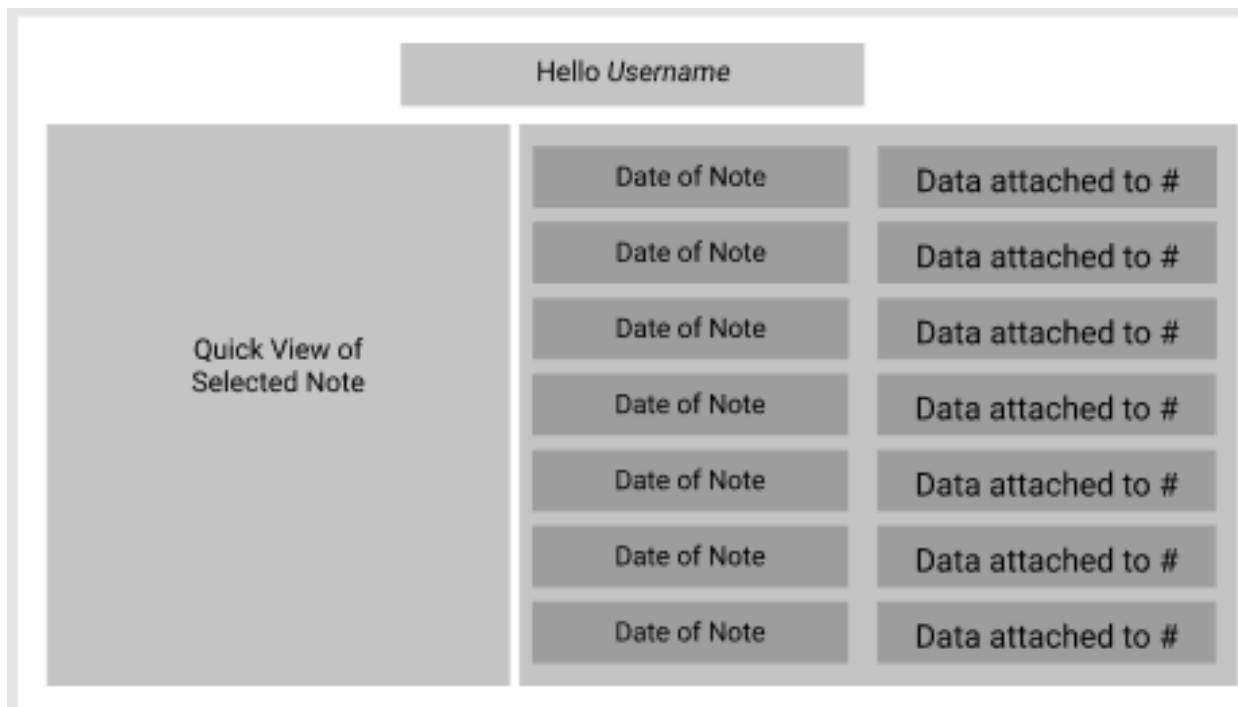 Hello Username
Quick View of
Selected Note
Date of Note
Data attached to #
Date of Note
Data attached to #
Date of Note
Data attached to #
Date of Note
Data attached to #
Date of Note
Data attached to #
Date of Note
Data attached to #
Date of Note
Data attached to #